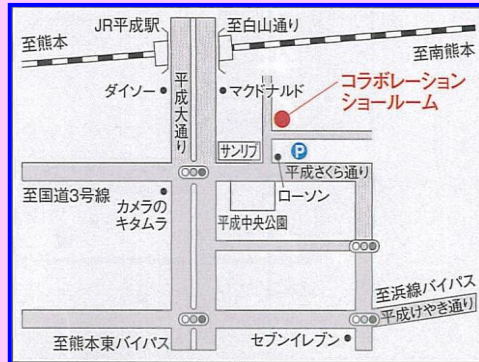 JR平成駅
至白山通り
至熊本
至南熊本
ダイソー
平成大通り
マクドナルド
コラボレーション
ショールーム
サンリブ
P
平成さくら通り
至国道3号線
カメラの
キタムラ
ローソン
平成中央公園
至浜線バイパス
平成けやき通り
至熊本東バイパス
セブンイレブン